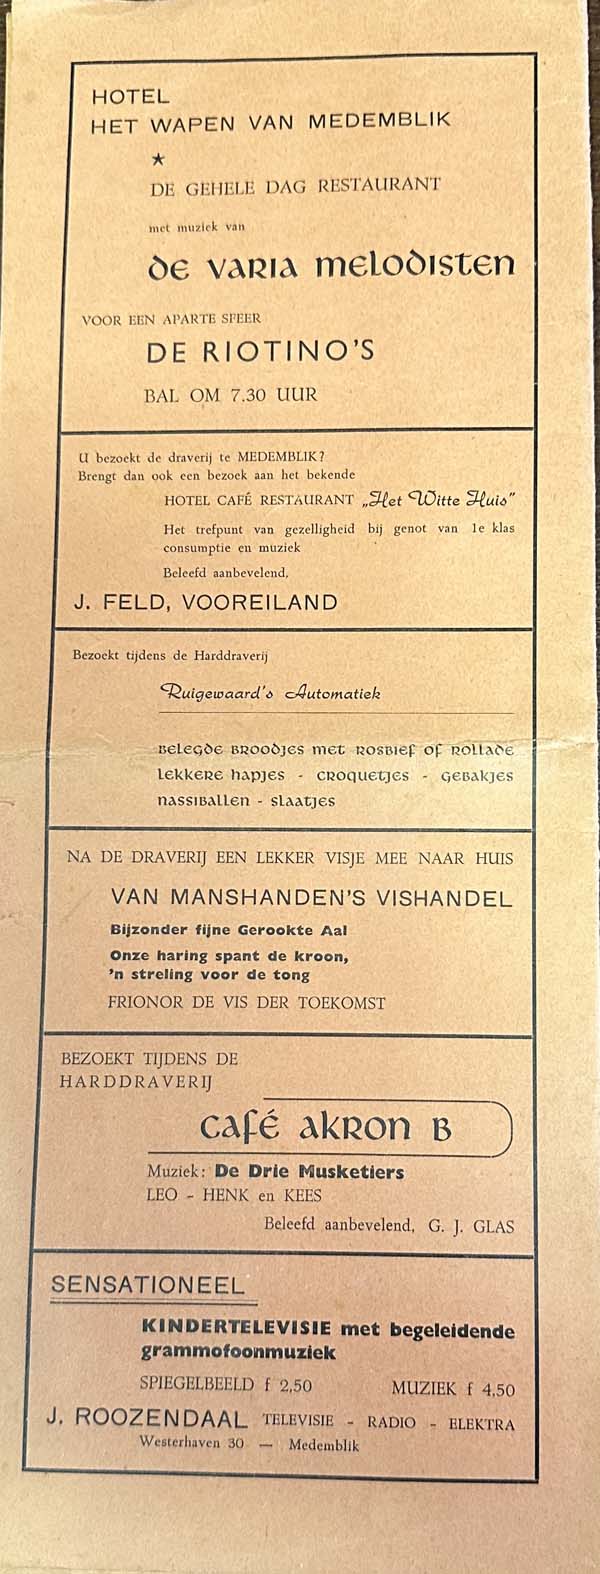 HOTEL
HET WAPEN VAN MEDEMBLIK
★
DE GEHELE DAG RESTAURANT
met muziek van
de varia melodisten
VOOR EEN APARTE SFEER
DE RIOTINO'S
BAL OM 7.30 UUR
U bezoekt de draverij te MEDEMBLIK?
Brengt dan ook een bezoek aan het bekende
HOTEL CAFÉ RESTAURANT „Het Witte Huis”
Het trefpunt van gezelligheid bij genot van 1e klas
consumptie en muziek
Beleefd aanbevelend,
J. FELD, VOOREILAND
Bezoekt tijdens de Harddraverij
Ruigewaard's Automatiek
belegde broodjes met rosbief of rollade
lekkere hapjes - croquetjes - gebakjes
nassiballen - slaatjes
NA DE DRAVERIJ EEN LEKKER VISJE MEE NAAR HUIS
VAN MANSHANDEN'S VISHANDEL
Bijzonder fijne Gerookte Aal
Onze haring spant de kroon,
'n streling voor de tong
FRIONOR DE VIS DER TOEKOMST
BEZOEKT TIJDENS DE
HARDDRAVERIJ
café akron B
Muziek: De Drie Musketiers
LEO - HENK en KEES
Beleefd aanbevelend, G. J. GLAS
SENSATIONEEL
KINDERTELEVISIE met begeleidende
grammofoonmuziek
SPIEGELBEELD f 2,50 MUZIEK f 4,50
J. ROOZENDAAL TELEVISIE - RADIO - ELEKTRA
Westerhaven 30 — Medemblik